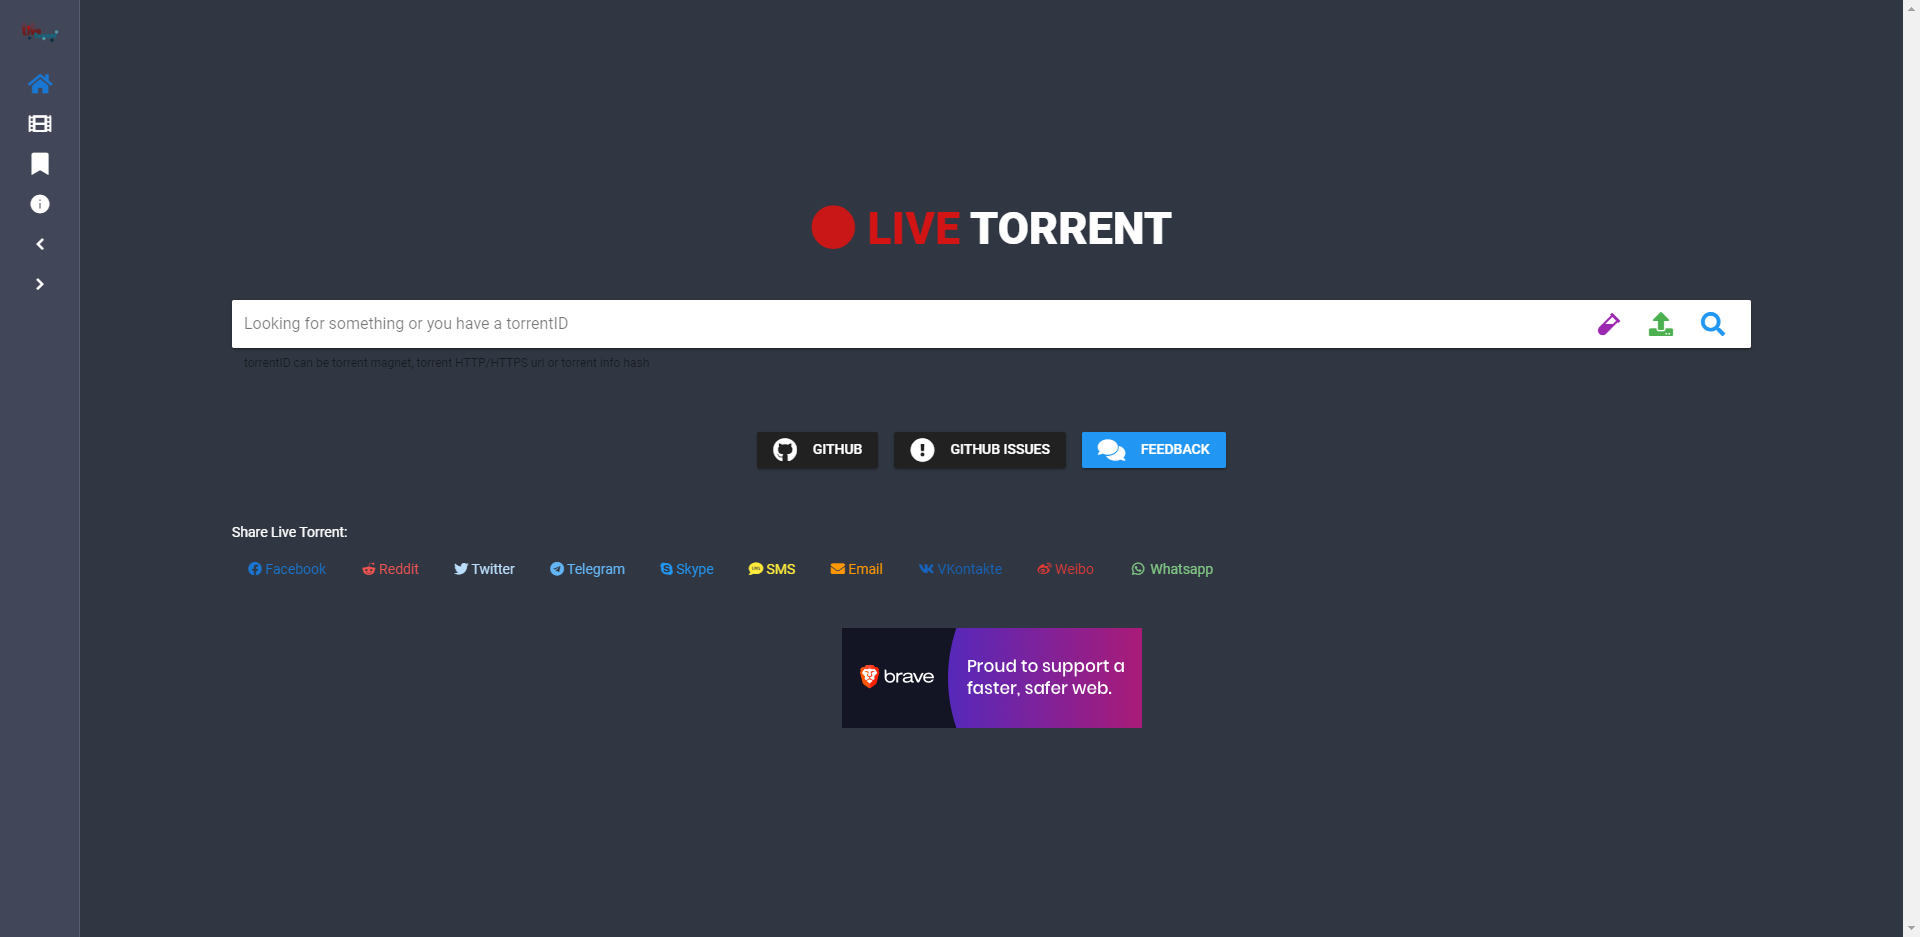 Live
LIVE TORRENT
Looking for something or you have a torrentID
torrentID can be torrent magnet, torrent HTTP/HTTPS url or torrent info hash
GITHUB
GITHUB ISSUES
FEEDBACK
Share Live Torrent:
Facebook
Reddit
Twitter
Telegram
Skype
SMS
Email
VKontakte
Weibo
Whatsapp
brave
Proud to support a
faster, safer web.